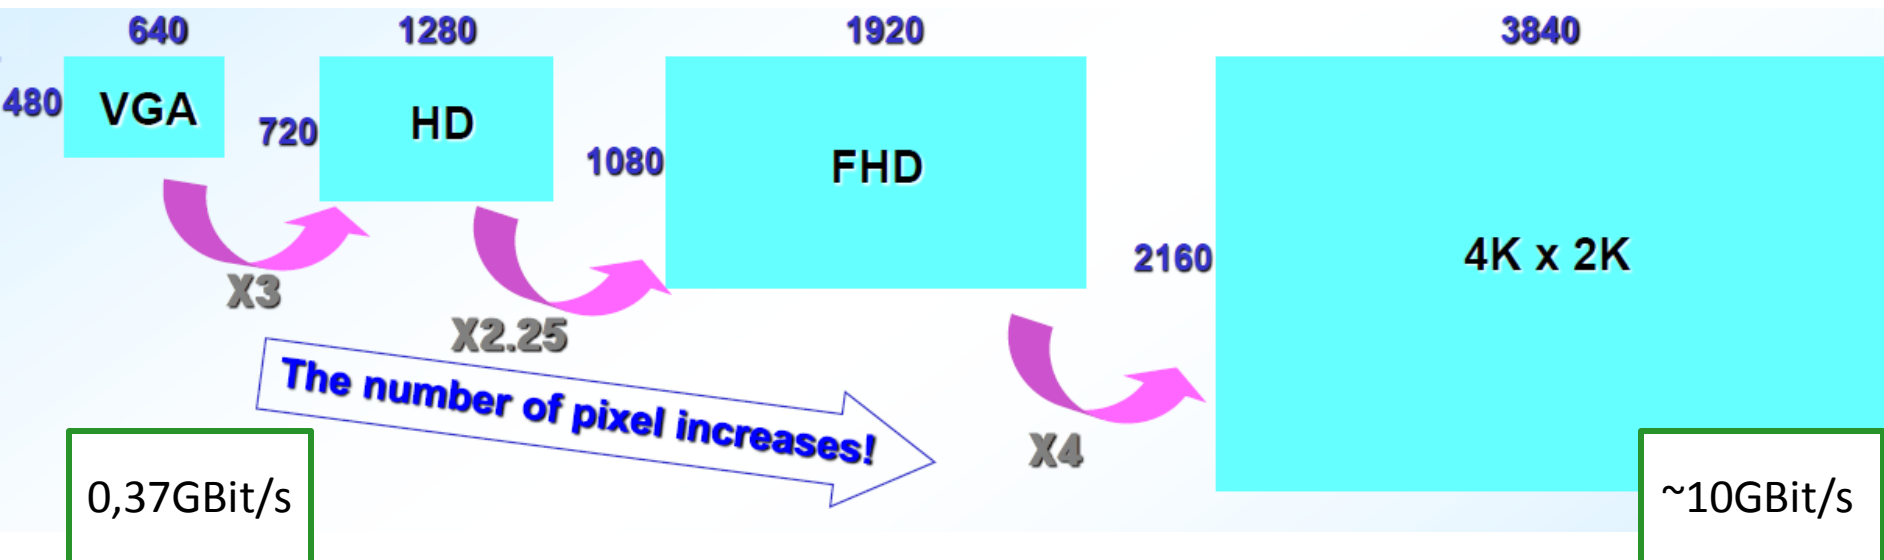 640
1280
1920
3840
480
VGA
720
HD
1080
FHD
2160
4K x 2K
X3
X2.25
X4
The number of pixel increases!
0,37GBit/s
~10GBit/s